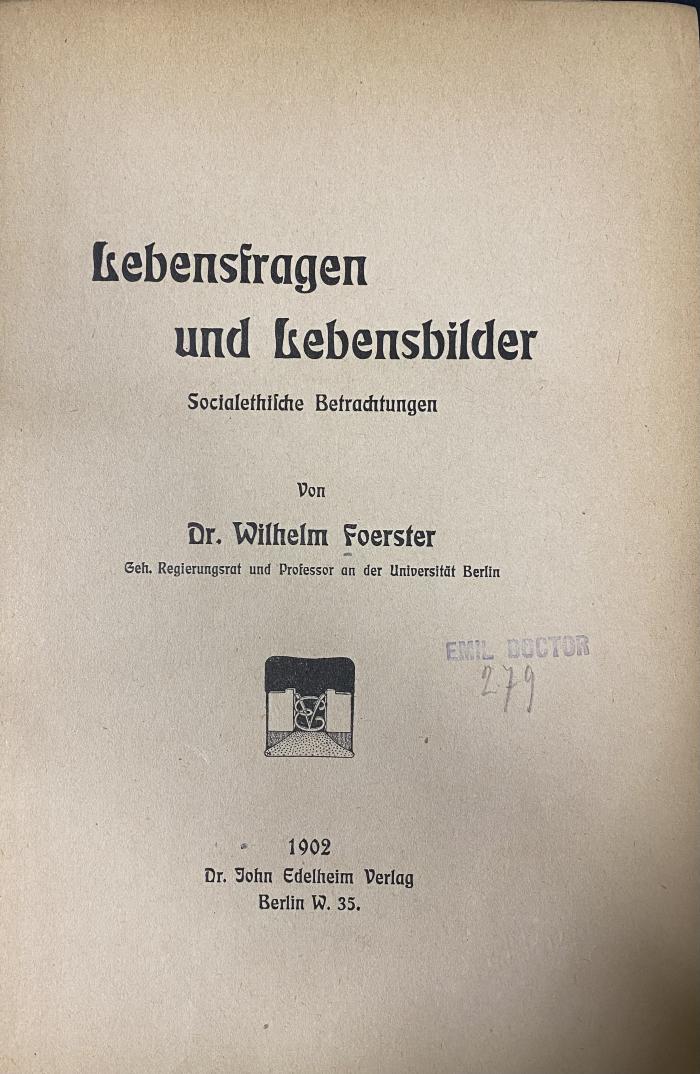 Lebensfragen
und Lebensbilder
Socialethiſche Betrachtungen
Von
Dr. Wilhelm Foerster
Geh. Regierungsrat und Professor an der Universität Berlin
EMIL DOCTOR
279
1902
Dr. John Edelheim Verlag
Berlin W. 35.